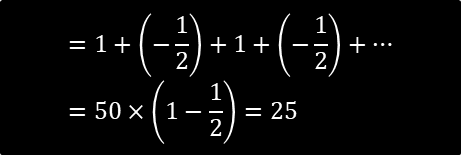 = 1 + (−1/2) + 1 + (−1/2) + ⋯
= 50 × (1 − 1/2) = 25